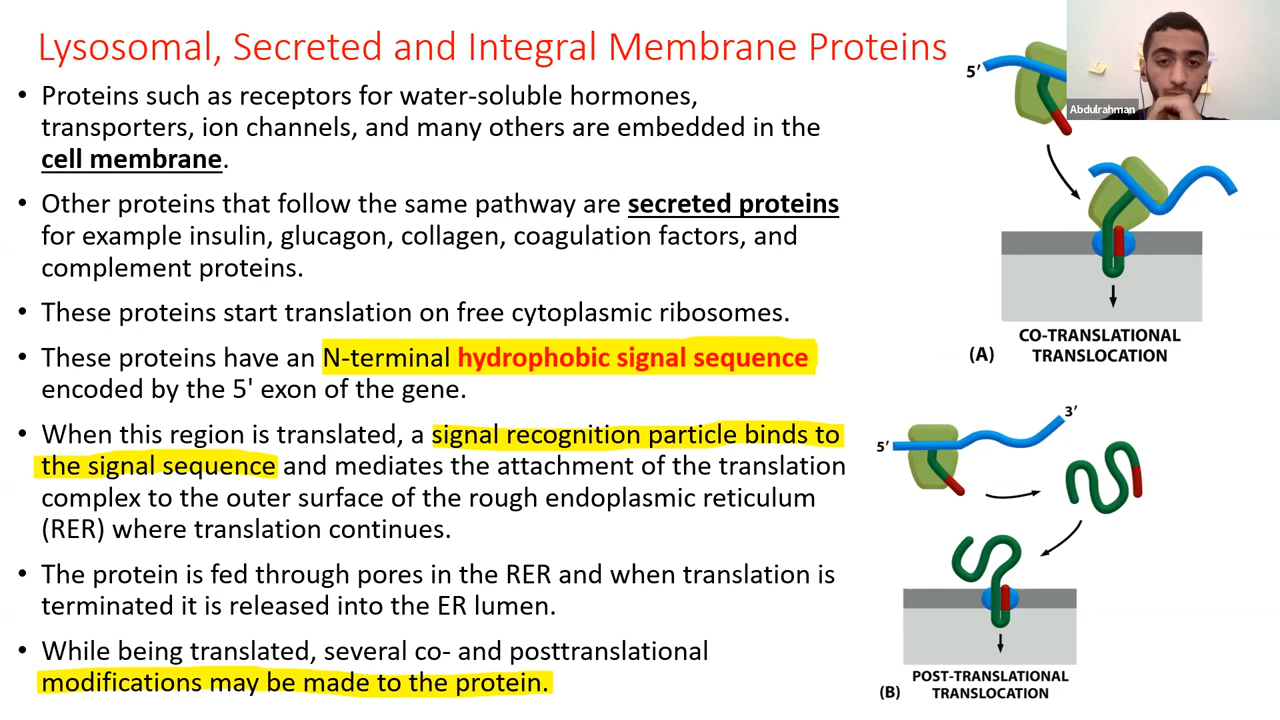 Lysosomal, Secreted and Integral Membrane Proteins
• Proteins such as receptors for water-soluble hormones,
transporters, ion channels, and many others are embedded in the
cell membrane.
• Other proteins that follow the same pathway are secreted proteins
for example insulin, glucagon, collagen, coagulation factors, and
complement proteins.
• These proteins start translation on free cytoplasmic ribosomes.
• These proteins have an N-terminal hydrophobic signal sequence
encoded by the 5' exon of the gene.
• When this region is translated, a signal recognition particle binds to
the signal sequence and mediates the attachment of the translation
complex to the outer surface of the rough endoplasmic reticulum
(RER) where translation continues.
• The protein is fed through pores in the RER and when translation is
terminated it is released into the ER lumen.
• While being translated, several co- and posttranslational
modifications may be made to the protein.
5′
Abdulrahman
(A)
CO-TRANSLATIONAL
TRANSLOCATION
3′
5′
(B)
POST-TRANSLATIONAL
TRANSLOCATION